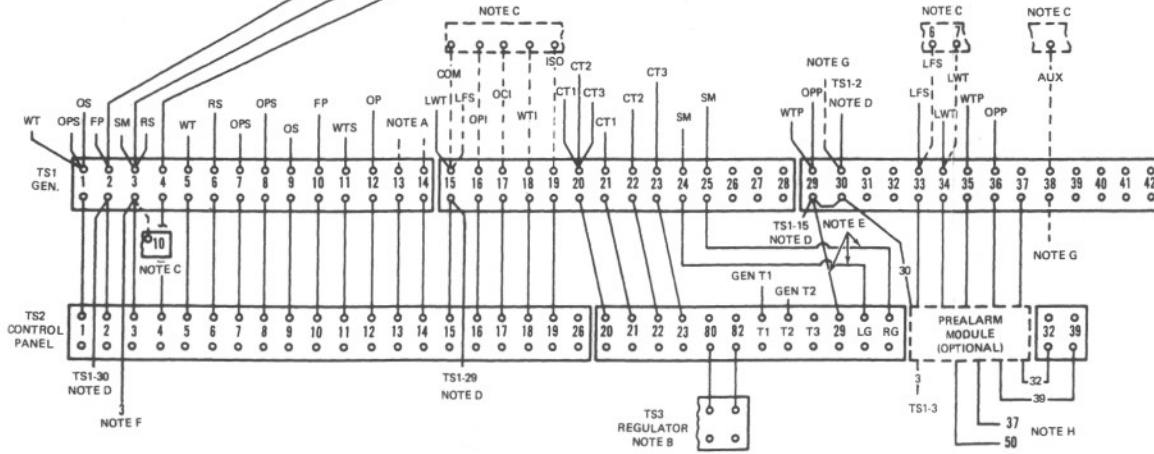 NOTE C
NOTE C
NOTE C
6 7
COM
ISO
LFS
LWT
AUX
WT
OPS
OS
FP
SM
RS
WT
RS
OPS
OPS
OS
FP
WTS
OP
NOTE A
LWT
LFS
OPI
OCI
WTI
CT1
CT2
CT3
CT1
CT2
CT3
SM
SM
NOTE G
WTP
OPP
TS1-2
NOTE D
LFS
LWT
WTP
OPP
TS1
GEN.
1 2 3 4 5 6 7 8 9 10 11 12 13 14
15 16 17 18 19 20 21 22 23 24 25 26 27 28
29 30 31 32 33 34 35 36 37 38 39 40 41 42
10
NOTE C
TS1-15
NOTE D
NOTE E
30
NOTE G
GEN T1
GEN T2
TS2
CONTROL
PANEL
1 2 3 4 5 6 7 8 9 10 11 12 13 14 15 16 17 18 19 26
20 21 22 23 80 82 T1 T2 T3 29 LG RG
PREALARM
MODULE
(OPTIONAL)
32 39
TS1-30
NOTE D
3
NOTE F
TS1-29
NOTE D
TS3
REGULATOR
NOTE B
3
TS1-3
32
39
37
50
NOTE H